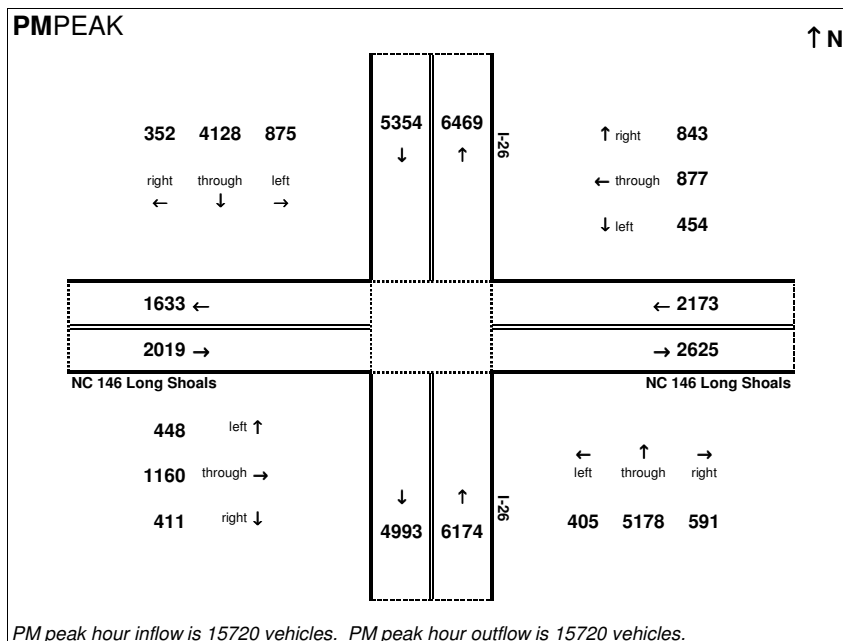 PMPEAK
↑ N
352 4128 875
right through left
← ↓ →
5354 6469
↓ ↑
I-26
↑ right 843
← through 877
↓ left 454
1633 ←
← 2173
2019 →
→ 2625
NC 146 Long Shoals
NC 146 Long Shoals
448 left ↑
1160 through →
411 right ↓
↓ ↑
4993 6174
I-26
← ↑ →
left through right
405 5178 591
PM peak hour inflow is 15720 vehicles. PM peak hour outflow is 15720 vehicles.